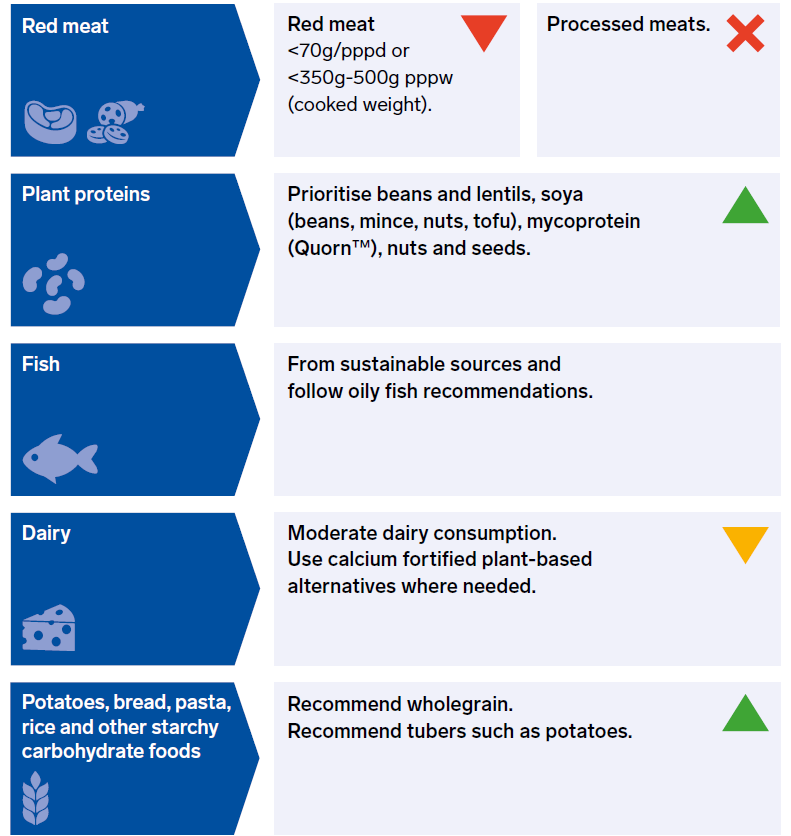 Red meat
Red meat
<70g/pppd or
<350g-500g pppw
(cooked weight).
Processed meats.
Plant proteins
Prioritise beans and lentils, soya
(beans, mince, nuts, tofu), mycoprotein
(Quorn™), nuts and seeds.
Fish
From sustainable sources and
follow oily fish recommendations.
Dairy
Moderate dairy consumption.
Use calcium fortified plant-based
alternatives where needed.
Potatoes, bread, pasta,
rice and other starchy
carbohydrate foods
Recommend wholegrain.
Recommend tubers such as potatoes.